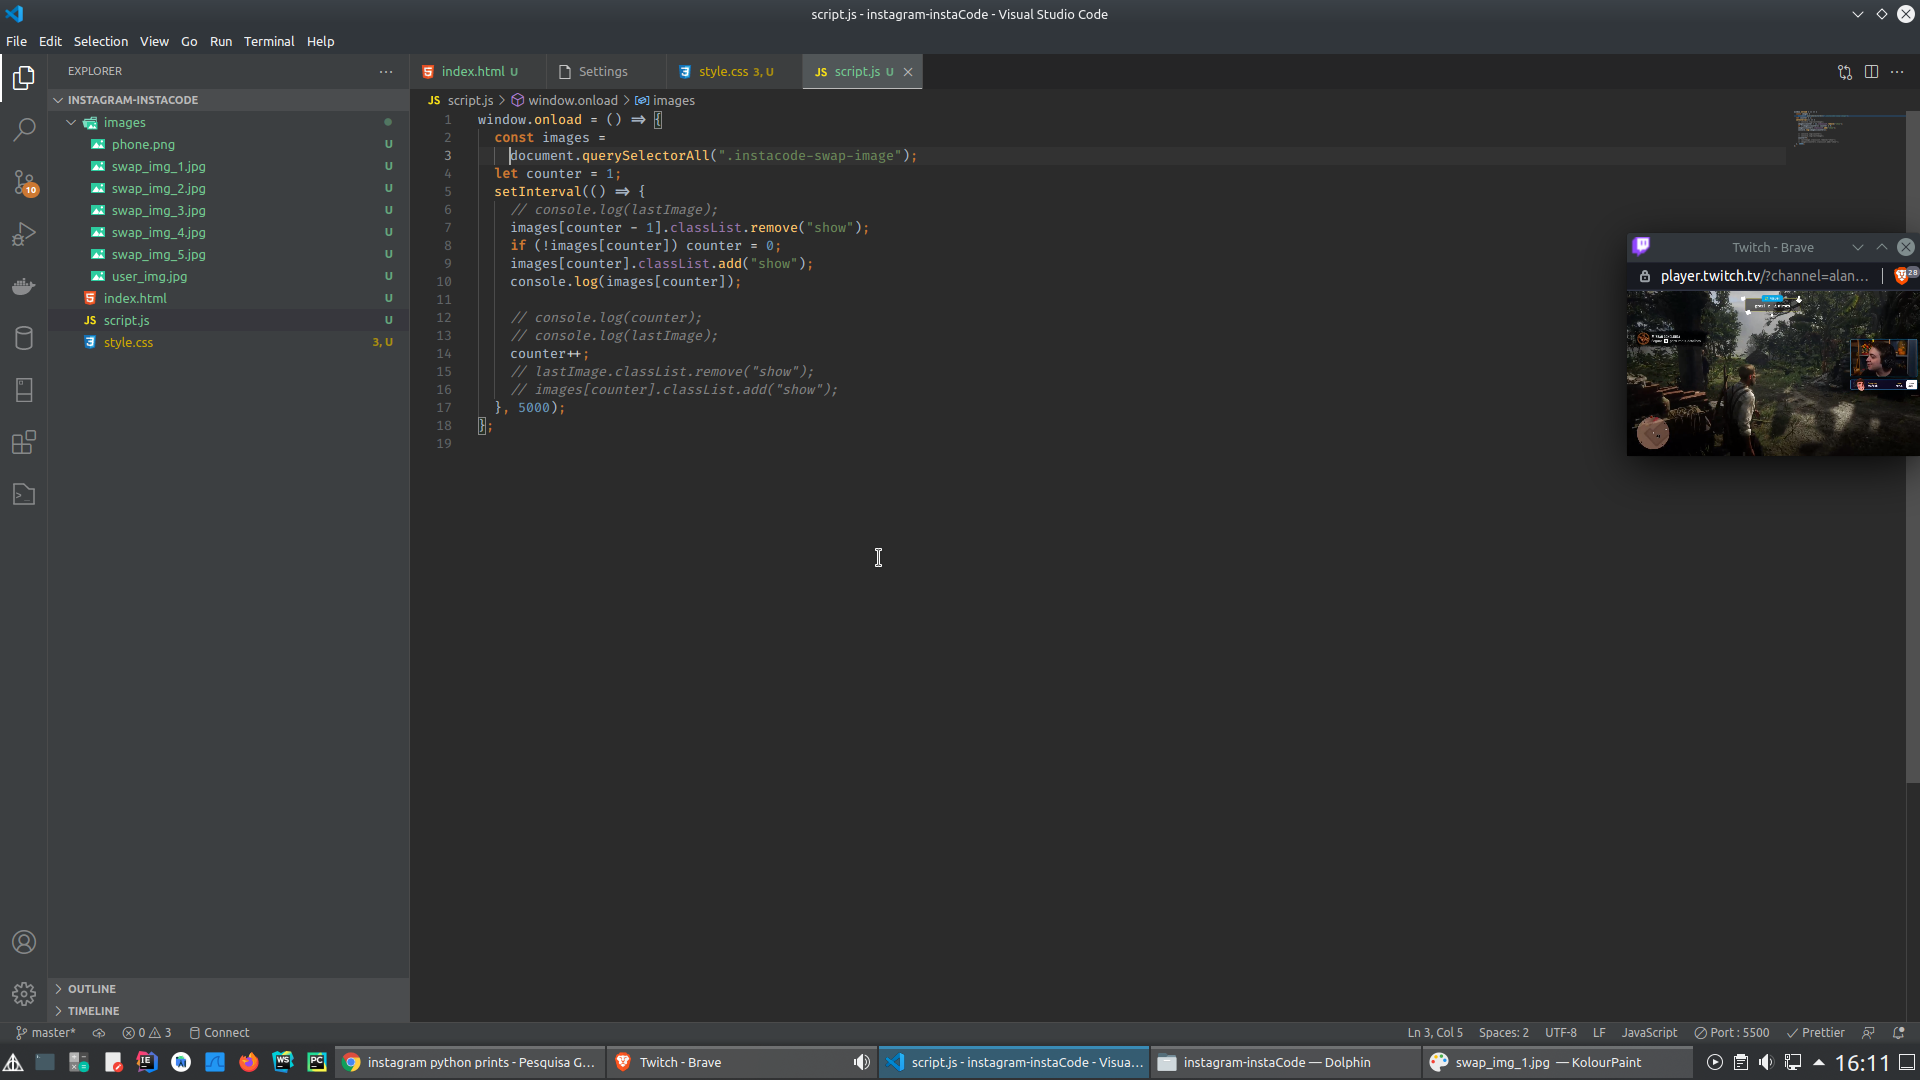 script.js - instagram-instaCode - Visual Studio Code
File Edit Selection View Go Run Terminal Help
EXPLORER
index.html U
Settings
style.css 3, U
JS script.js U
INSTAGRAM-INSTACODE
JS script.js > window.onload > images
images
phone.png U
swap_img_1.jpg U
swap_img_2.jpg U
swap_img_3.jpg U
swap_img_4.jpg U
swap_img_5.jpg U
user_img.jpg U
index.html U
JS script.js U
style.css 3, U
10
1 window.onload = () => {
2 const images =
3 document.querySelectorAll(".instacode-swap-image");
4 let counter = 1;
5 setInterval(() => {
6 // console.log(lastImage);
7 images[counter - 1].classList.remove("show");
8 if (!images[counter]) counter = 0;
9 images[counter].classList.add("show");
10 console.log(images[counter]);
11
12 // console.log(counter);
13 // console.log(lastImage);
14 counter++;
15 // lastImage.classList.remove("show");
16 // images[counter].classList.add("show");
17 }, 5000);
18 };
19
Twitch - Brave
player.twitch.tv/?channel=alan...
28
OUTLINE
TIMELINE
master* 0 3 Connect
Ln 3, Col 5 Spaces: 2 UTF-8 LF JavaScript Port : 5500 Prettier
IE
WS
PC
instagram python prints - Pesquisa G...
Twitch - Brave
script.js - instagram-instaCode - Visua...
instagram-instaCode — Dolphin
swap_img_1.jpg — KolourPaint
16:11